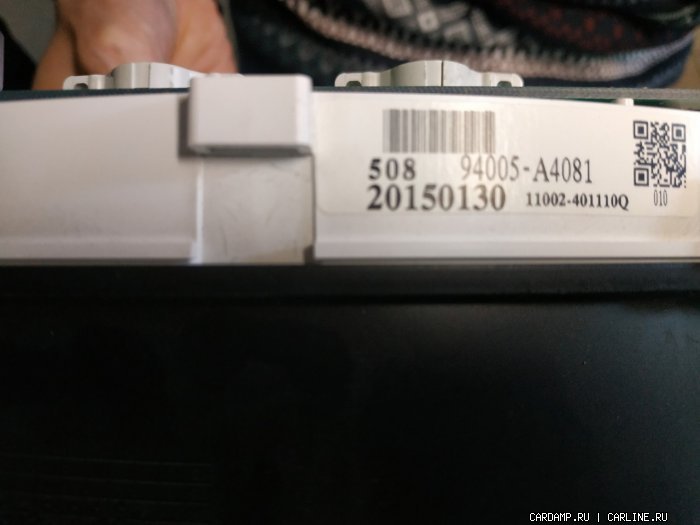 508 94005-A4081
20150130 11002-401110Q
010
CARDAMP.RU | CARLINE.RU